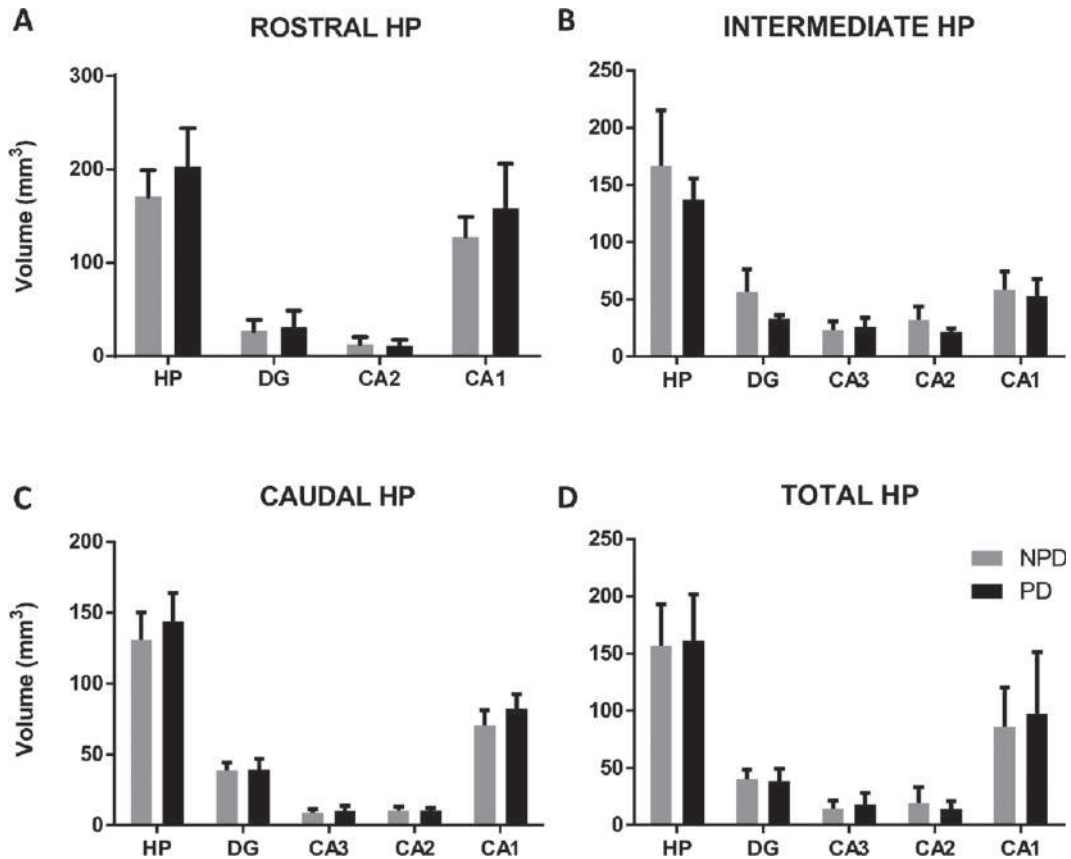 A
ROSTRAL HP
Volume (mm³)
300
200
100
0
HP DG CA2 CA1
B
INTERMEDIATE HP
250
200
150
100
50
0
HP DG CA3 CA2 CA1
C
CAUDAL HP
Volume (mm³)
200
150
100
50
0
HP DG CA3 CA2 CA1
D
TOTAL HP
250
200
150
100
50
0
HP DG CA3 CA2 CA1
NPD
PD